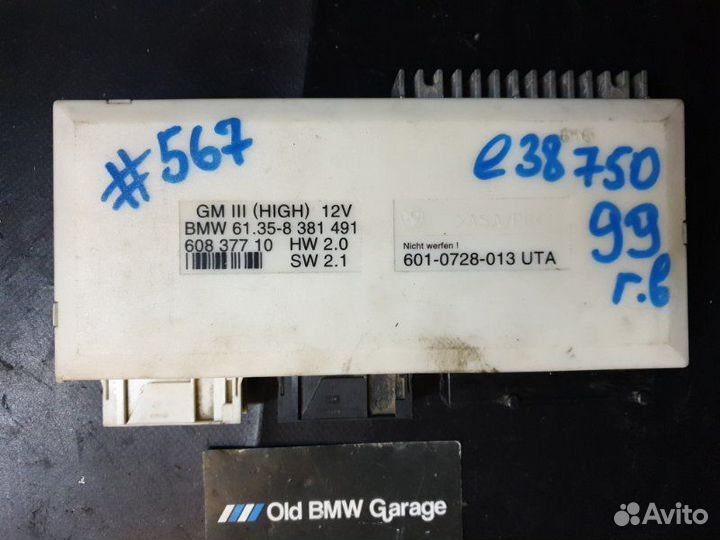 #567
e38 750
99
г.в
GM III (HIGH) 12V
BMW 61.35-8 381 491
608 377 10 HW 2.0
SW 2.1
Nicht werfen !
601-0728-013 UTA
Old BMW Garage
Avito